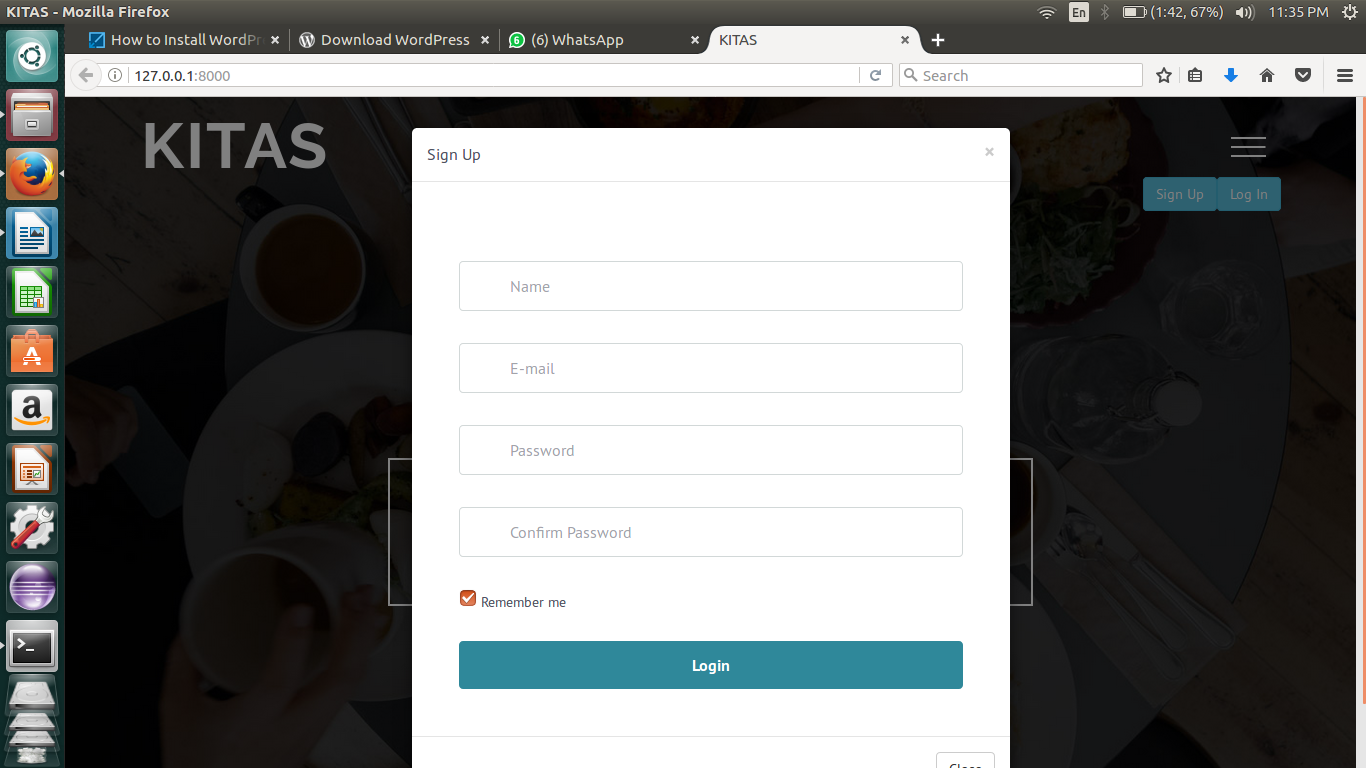 KITAS - Mozilla Firefox
En
(1:42, 67%)
11:35 PM
How to Install WordPr
Download WordPress
6
(6) WhatsApp
KITAS
127.0.0.1:8000
Search
KITAS
Sign Up
×
Sign Up
Log In
Name
E-mail
Password
Confirm Password
Remember me
Login
Close